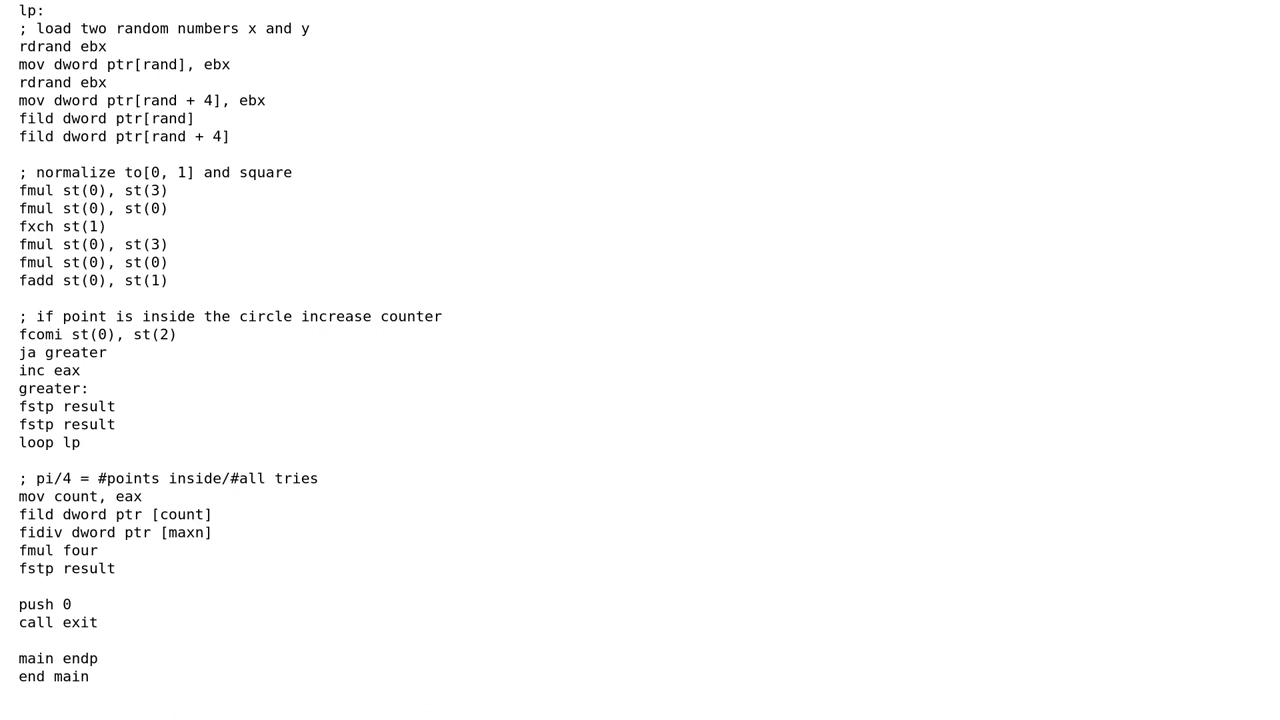 lp:
; load two random numbers x and y
rdrand ebx
mov dword ptr[rand], ebx
rdrand ebx
mov dword ptr[rand + 4], ebx
fild dword ptr[rand]
fild dword ptr[rand + 4]
; normalize to[0, 1] and square
fmul st(0), st(3)
fmul st(0), st(0)
fxch st(1)
fmul st(0), st(3)
fmul st(0), st(0)
fadd st(0), st(1)
; if point is inside the circle increase counter
fcomi st(0), st(2)
ja greater
inc eax
greater:
fstp result
fstp result
loop lp
; pi/4 = #points inside/#all tries
mov count, eax
fild dword ptr [count]
fidiv dword ptr [maxn]
fmul four
fstp result
push 0
call exit
main endp
end main